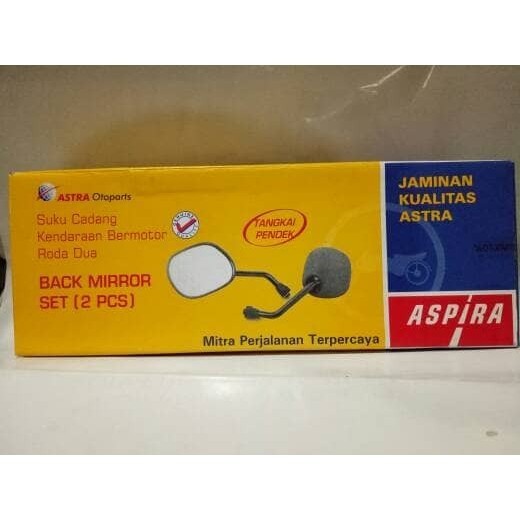 ASTRA Otoparts
Suku Cadang
Kendaraan Bermotor
Roda Dua
BACK MIRROR
SET (2 PCS)
TANGKAI
PENDEK
Mitra Perjalanan Terpercaya
JAMINAN
KUALITAS
ASTRA
ASPIRA